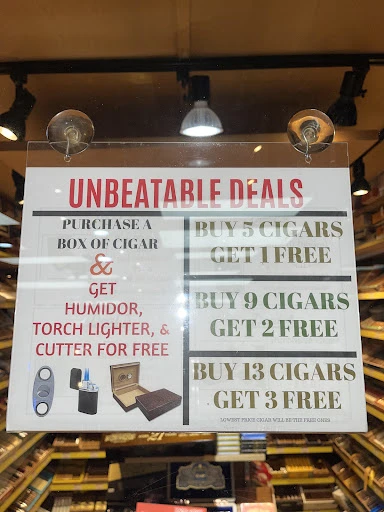 UNBEATABLE DEALS
PURCHASE A
BOX OF CIGAR
&
GET
HUMIDOR,
TORCH LIGHTER, &
CUTTER FOR FREE
BUY 5 CIGARS
GET 1 FREE
BUY 9 CIGARS
GET 2 FREE
BUY 13 CIGARS
GET 3 FREE
LOWEST PRICE CIGAR WILL BE THE FREE ONES